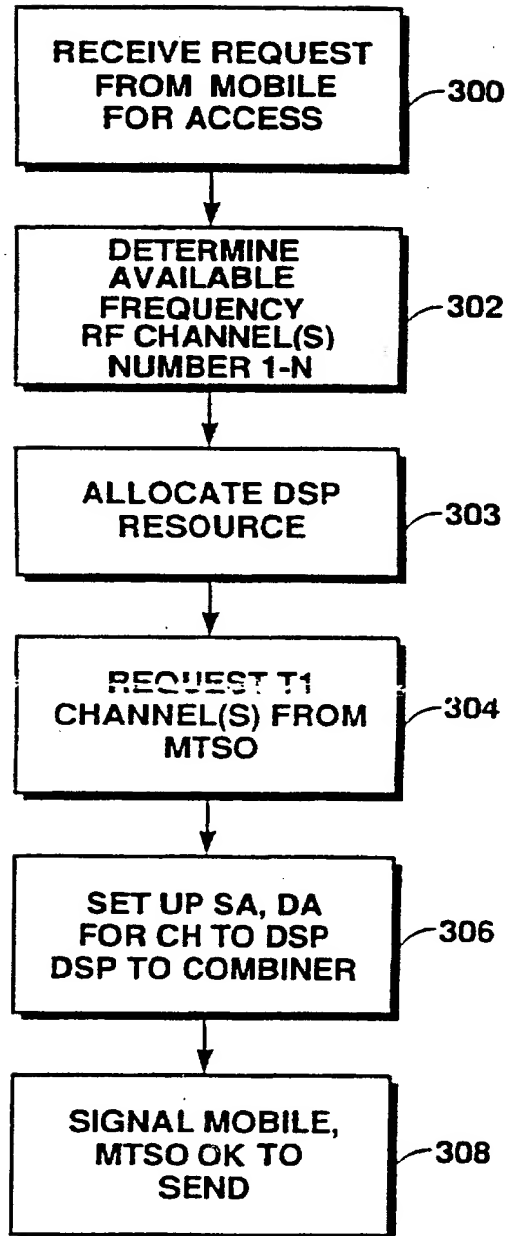 RECEIVE REQUEST
FROM MOBILE
FOR ACCESS
300
DETERMINE
AVAILABLE
FREQUENCY
RF CHANNEL(S)
NUMBER 1-N
302
ALLOCATE DSP
RESOURCE
303
REQUEST T1
CHANNEL(S) FROM
MTSO
304
SET UP SA, DA
FOR CH TO DSP
DSP TO COMBINER
306
SIGNAL MOBILE,
MTSO OK TO
SEND
308